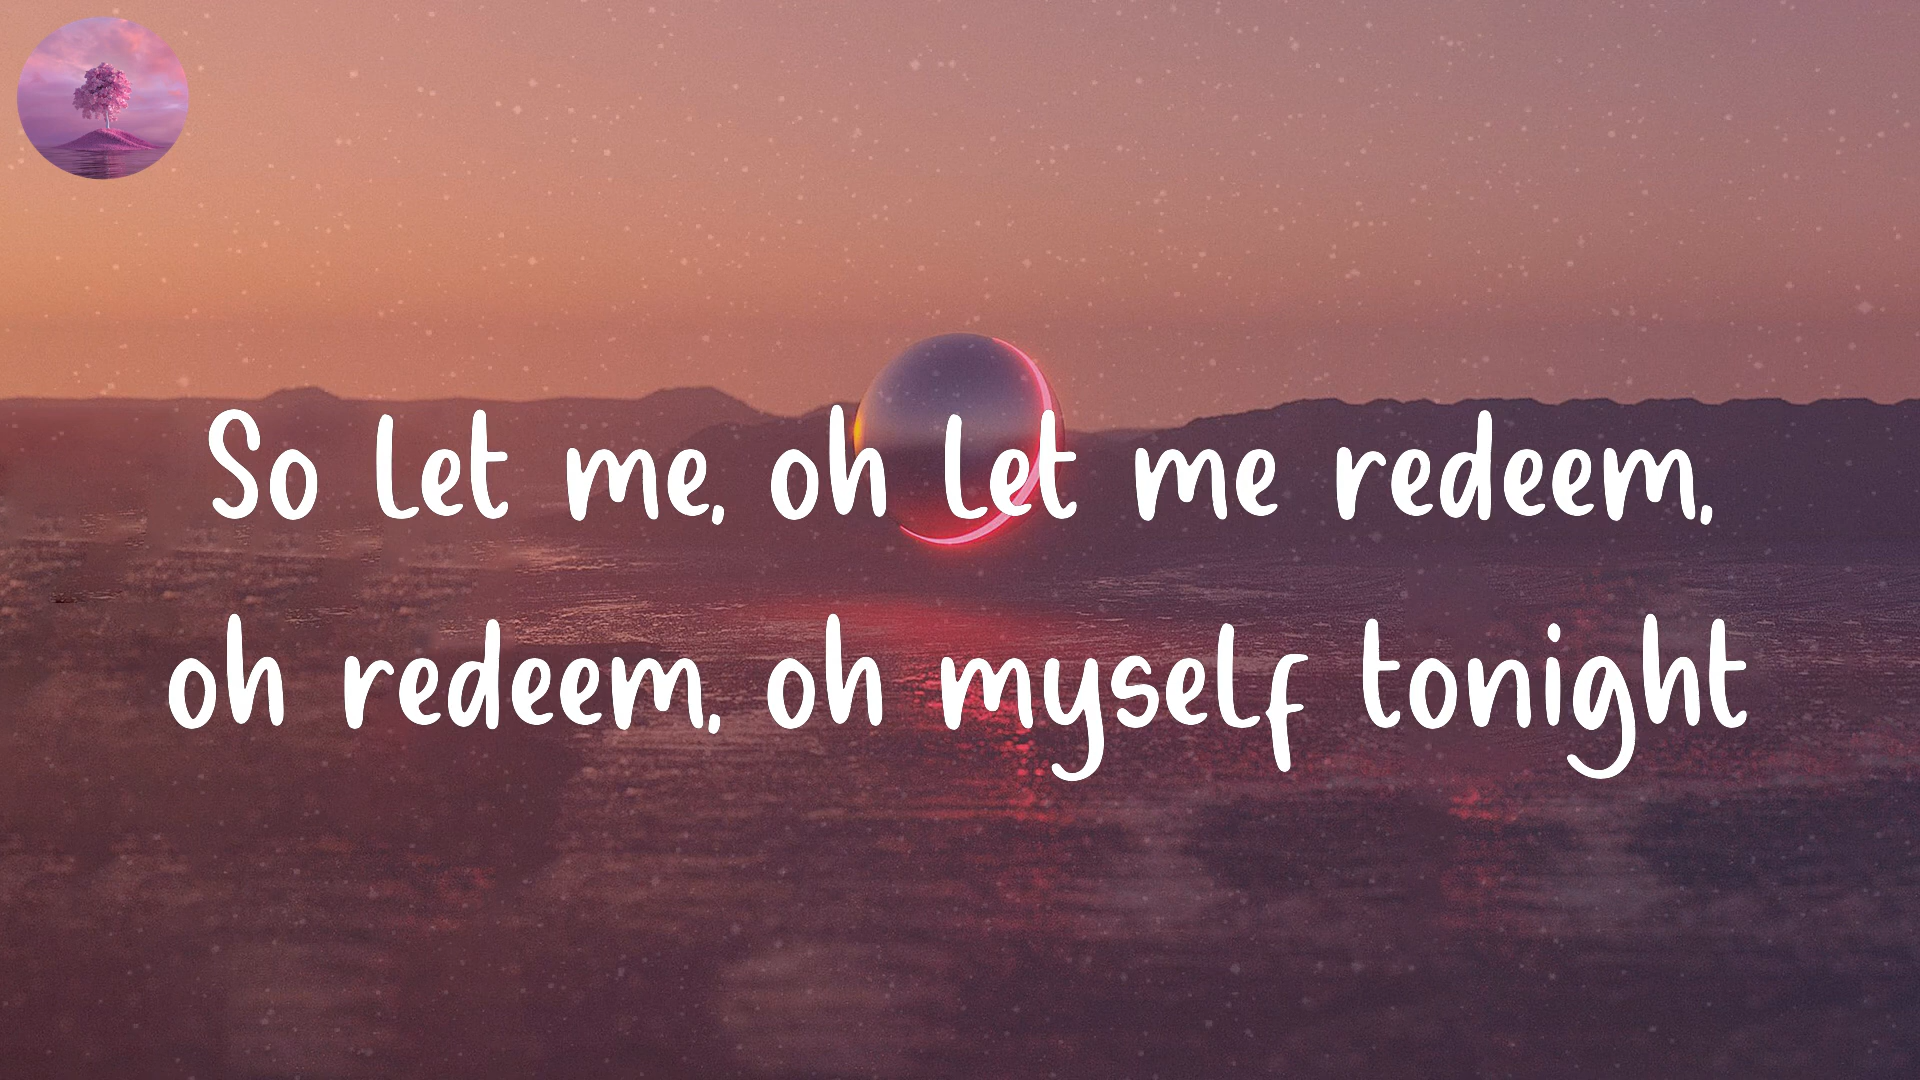 So let me, oh let me redeem,
oh redeem, oh myself tonight